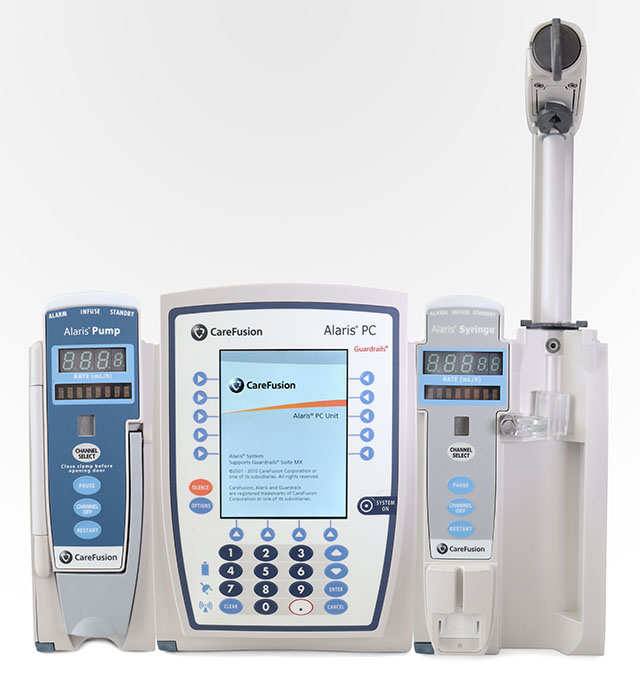 ALARM INFUSE STANDBY
Alaris® Pump
8888
RATE (mL/h)
CHANNEL
SELECT
Close clamp before
opening door
PAUSE
CHANNEL
OFF
RESTART
CareFusion
CareFusion
Alaris® PC
Guardrails®
CareFusion
Alaris® PC Unit
Alaris® System
Supports Guardrails® Suite MX
©2001 - 2010 CareFusion Corporation or
one of its subsidiaries. All rights reserved.
CareFusion, Alaris and Guardrails
are registered trademarks of CareFusion
Corporation or one of its subsidiaries.
SILENCE
OPTIONS
SYSTEM
ON
1 2 3
4 5 6
7 8 9 ENTER
CLEAR 0 . CANCEL
ALARM INFUSE STANDBY
Alaris® Syringe
888.8.8
RATE (mL/h)
CHANNEL
SELECT
PAUSE
CHANNEL
OFF
RESTART
CareFusion